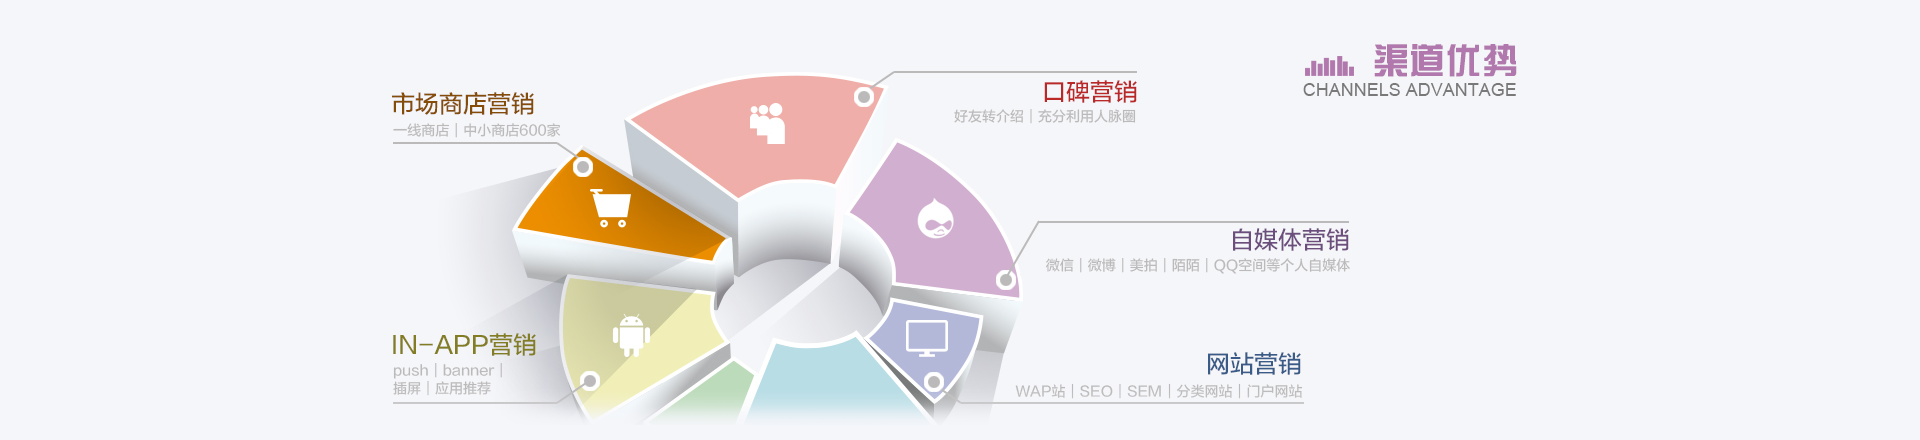 渠道优势
CHANNELS ADVANTAGE
市场商店营销
一线商店｜中小商店600家
口碑营销
好友转介绍｜充分利用人脉圈
自媒体营销
微信｜微博｜美拍｜陌陌｜QQ空间等个人自媒体
IN-APP营销
push｜banner｜
插屏｜应用推荐
网站营销
WAP站｜SEO｜SEM｜分类网站｜门户网站